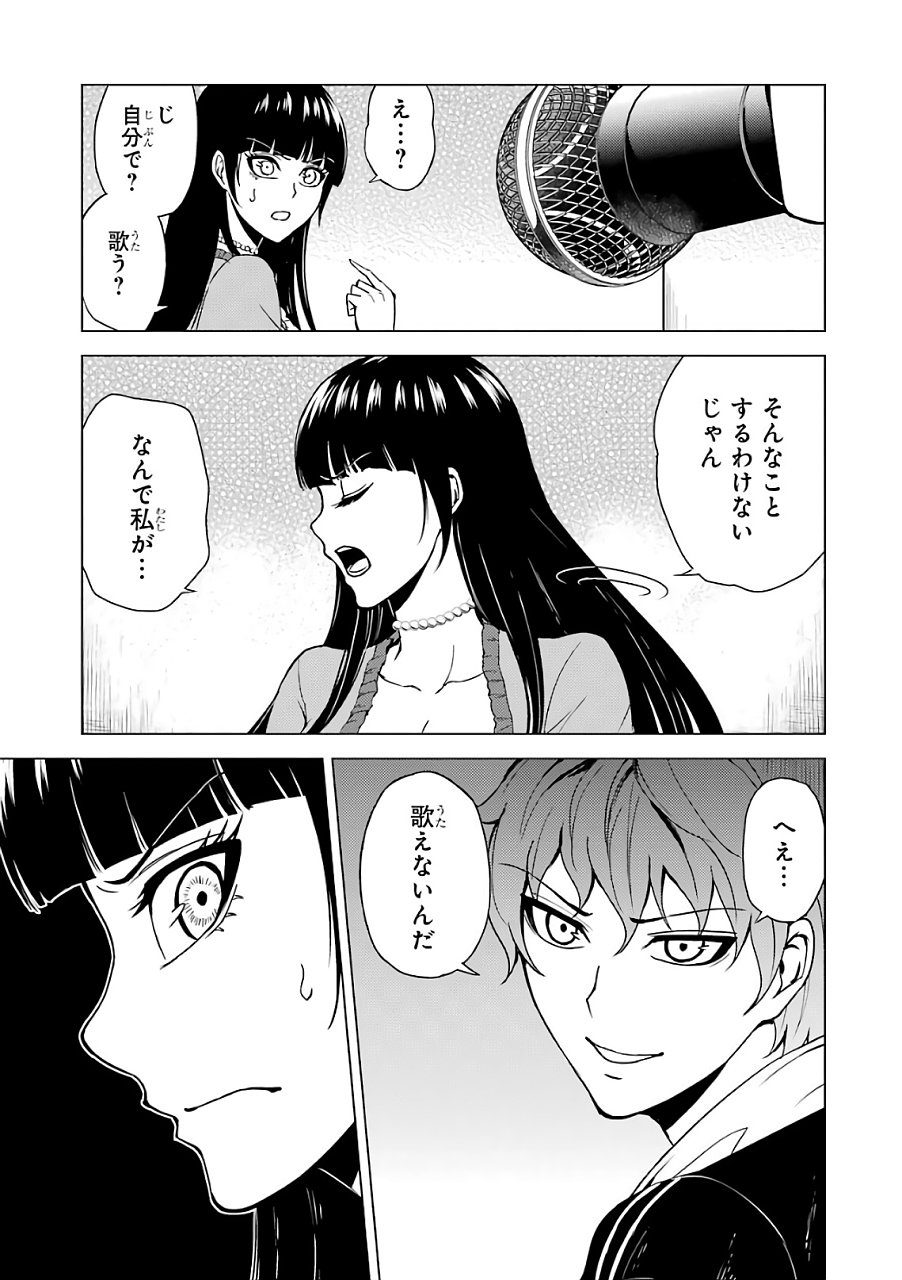 え…？
じ
自分で？
歌う？
そんなこと
するわけない
じゃん
なんで私が…
へえ…
歌えないんだ